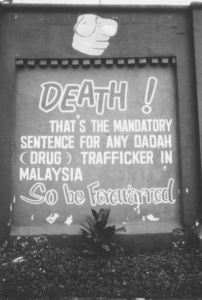 DEATH !
THAT'S THE MANDATORY
SENTENCE FOR ANY DADAH
( DRUG ) TRAFFICKER IN
MALAYSIA
So be Forewarned